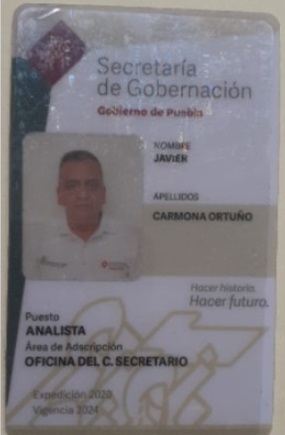 Secretaría
de Gobernación
Gobierno de Puebla
NOMBRE
JAVIER
APELLIDOS
CARMONA ORTUÑO
Hacer historia.
Hacer futuro.
Puesto
ANALISTA
Área de Adscripción
OFICINA DEL C. SECRETARIO
Expedición 2020
Vigencia 2024